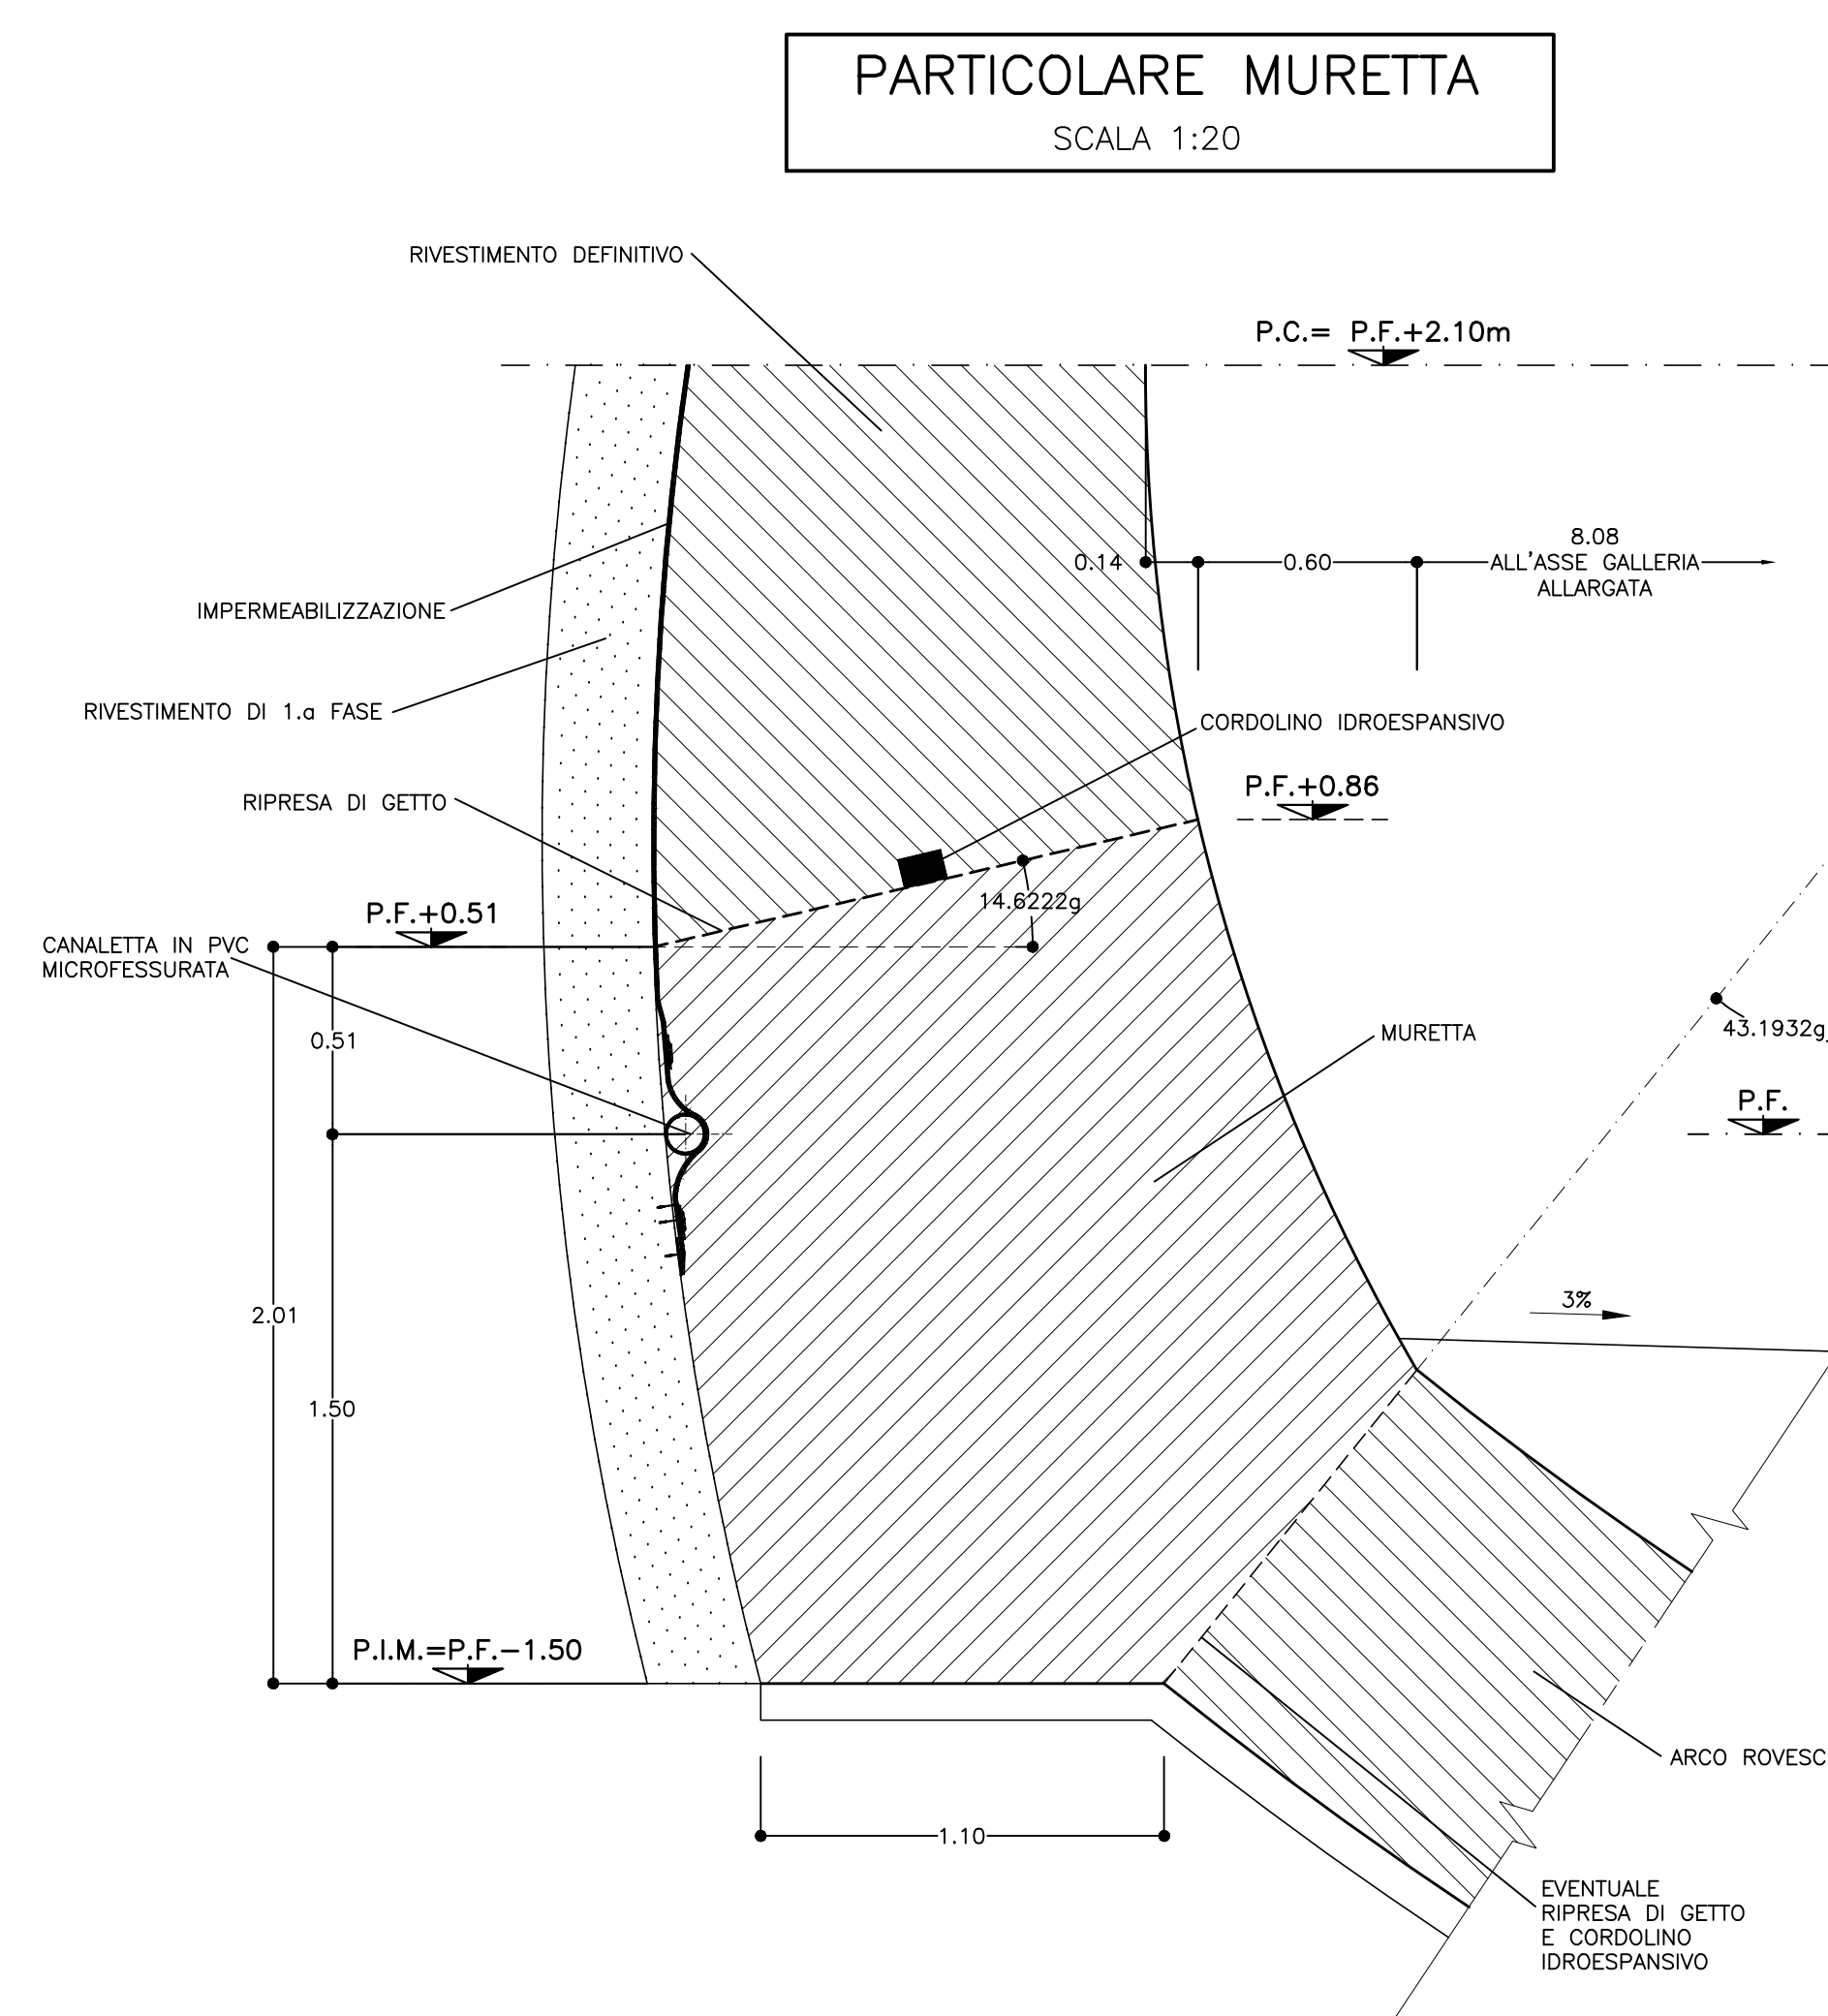 PARTICOLARE MURETTA
SCALA 1:20
RIVESTIMENTO DEFINITIVO
P.C.= P.F.+2.10m
8.08
0.14
0.60
ALL'ASSE GALLERIA
ALLARGATA
IMPERMEABILIZZAZIONE
RIVESTIMENTO DI 1.a FASE
CORDOLINO IDROESPANSIVO
RIPRESA DI GETTO
P.F.+0.86
14.6222g
P.F.+0.51
CANALETTA IN PVC
MICROFESSURATA
0.51
MURETTA
43.1932g
P.F.
3%
2.01
1.50
P.I.M.=P.F.-1.50
ARCO ROVESC
1.10
EVENTUALE
RIPRESA DI GETTO
E CORDOLINO
IDROESPANSIVO